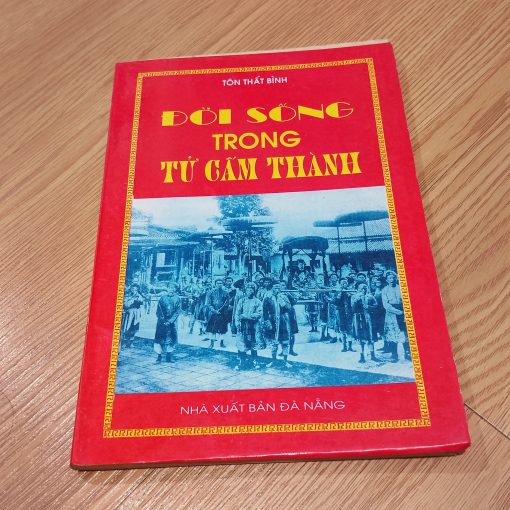 TÔN THẤT BÌNH
ĐỜI SỐNG
TRONG
TỬ CẤM THÀNH
NHÀ XUẤT BẢN ĐÀ NẴNG